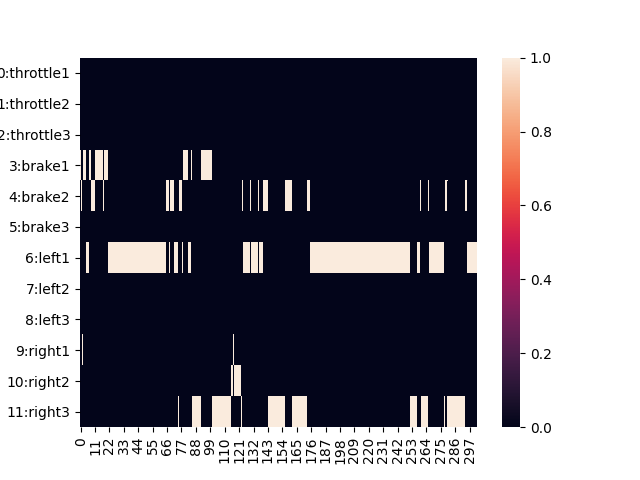 0:throttle1
1:throttle2
2:throttle3
3:brake1
4:brake2
5:brake3
6:left1
7:left2
8:left3
9:right1
10:right2
11:right3
0 11 22 33 44 55 66 77 88 99 110 121 132 143 154 165 176 187 198 209 220 231 242 253 264 275 286 297
1.0
0.8
0.6
0.4
0.2
0.0